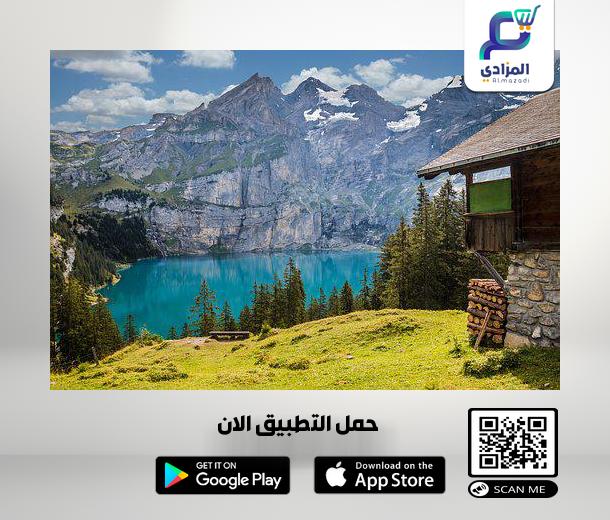 المزادي
Almazadi
حمل التطبيق الان
GET IT ON
Google Play
Download on the
App Store
SCAN ME